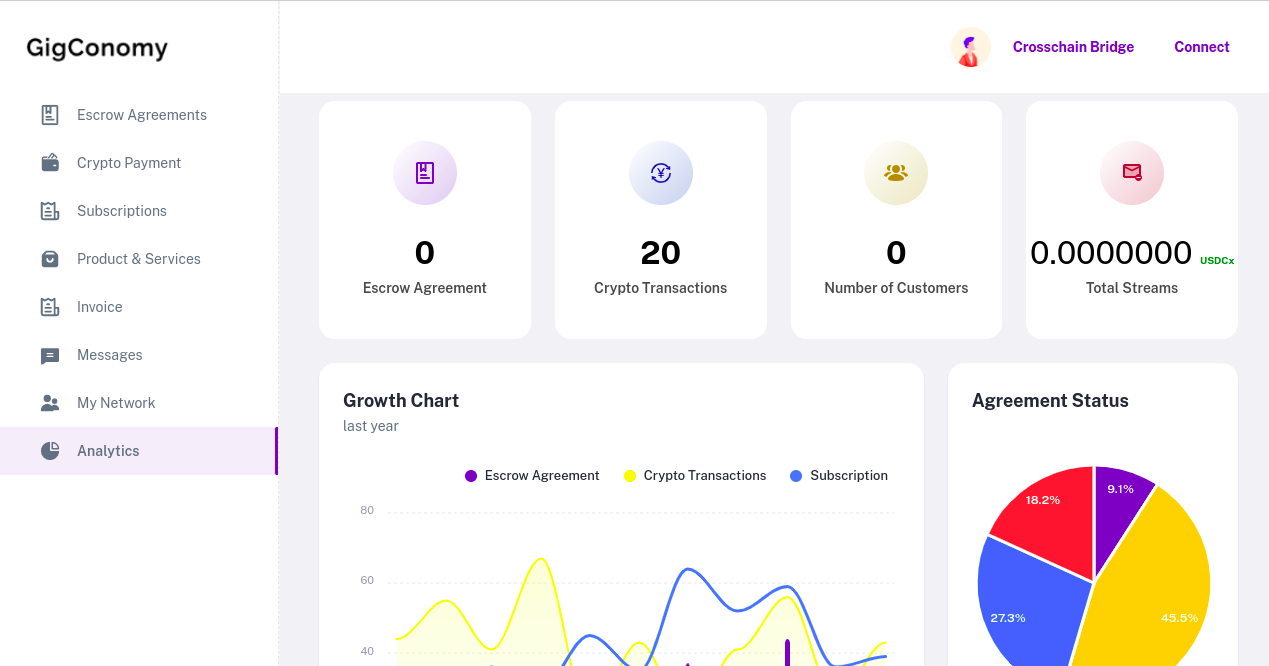 GigConomy
Crosschain Bridge
Connect
Escrow Agreements
Crypto Payment
Subscriptions
Product & Services
Invoice
Messages
My Network
Analytics
0
Escrow Agreement
20
Crypto Transactions
0
Number of Customers
0.0000000 USDCx
Total Streams
Growth Chart
last year
Escrow Agreement
Crypto Transactions
Subscription
80
60
40
Agreement Status
9.1%
18.2%
27.3%
45.5%